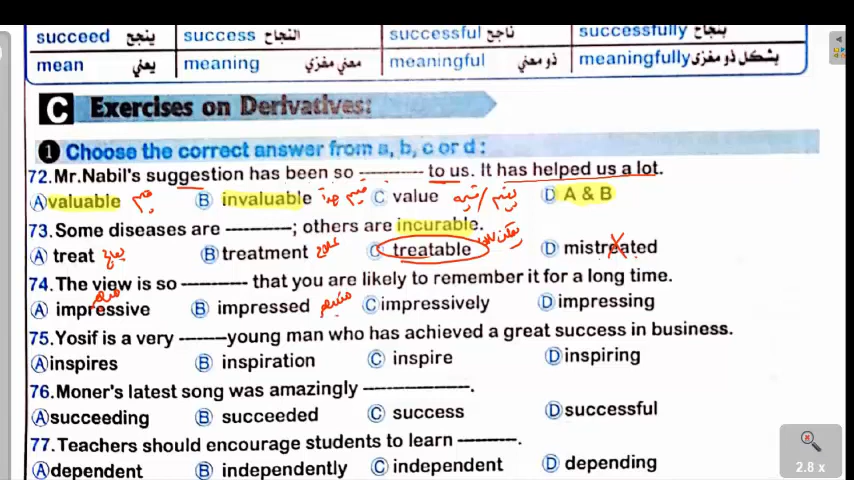 succeed ينجح success النجاح successful ناجح successfully بنجاح
mean يعني meaning معني مغزي meaningful ذو معني meaningfully بشكل ذو مغزى
C Exercises on Derivatives:
1 Choose the correct answer from a, b, c or d :
72.Mr.Nabil's suggestion has been so ---------- to us. It has helped us a lot.
A valuable B invaluable C value D A & B
73.Some diseases are ----------; others are incurable.
A treat B treatment C treatable D mistreated
74.The view is so ---------- that you are likely to remember it for a long time.
A impressive B impressed C impressively D impressing
75.Yosif is a very --------young man who has achieved a great success in business.
A inspires B inspiration C inspire D inspiring
76.Moner's latest song was amazingly ----------------.
A succeeding B succeeded C success D successful
77.Teachers should encourage students to learn ---------.
A dependent B independently C independent D depending
2.8 x